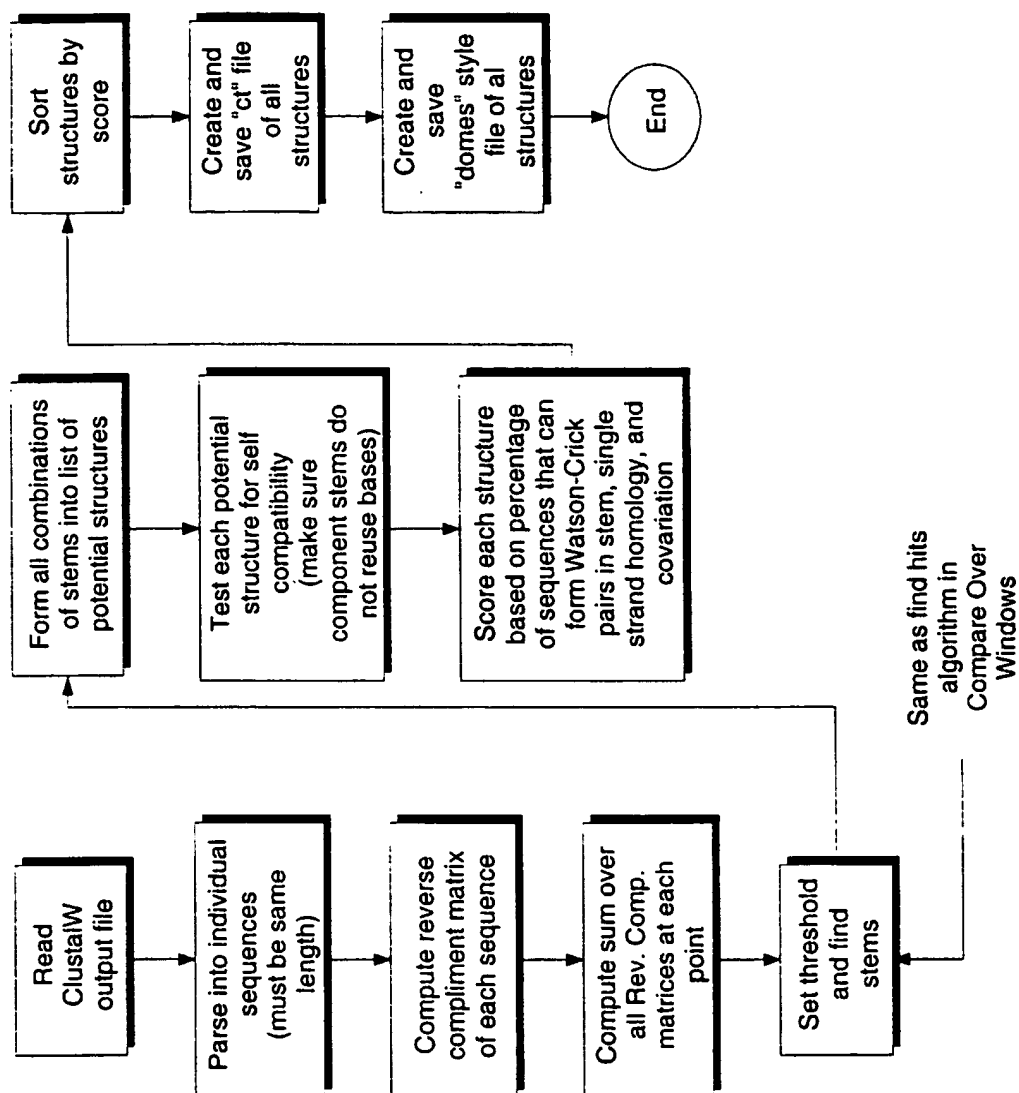 Read
ClustalW
output file
Parse into individual
sequences
(must be same
length)
Compute reverse
compliment matrix
of each sequence
Compute sum over
all Rev. Comp.
matrices at each
point
Set threshold
and find
stems
Same as find hits
algorithm in
Compare Over
Windows
Form all combinations
of stems into list of
potential structures
Test each potential
structure for self
compatibility
(make sure
component stems do
not reuse bases)
Score each structure
based on percentage
of sequences that can
form Watson-Crick
pairs in stem, single
strand homology, and
covariation
Sort
structures by
score
Create and
save "ct" file
of all
structures
Create and
save
"domes" style
file of al
structures
End